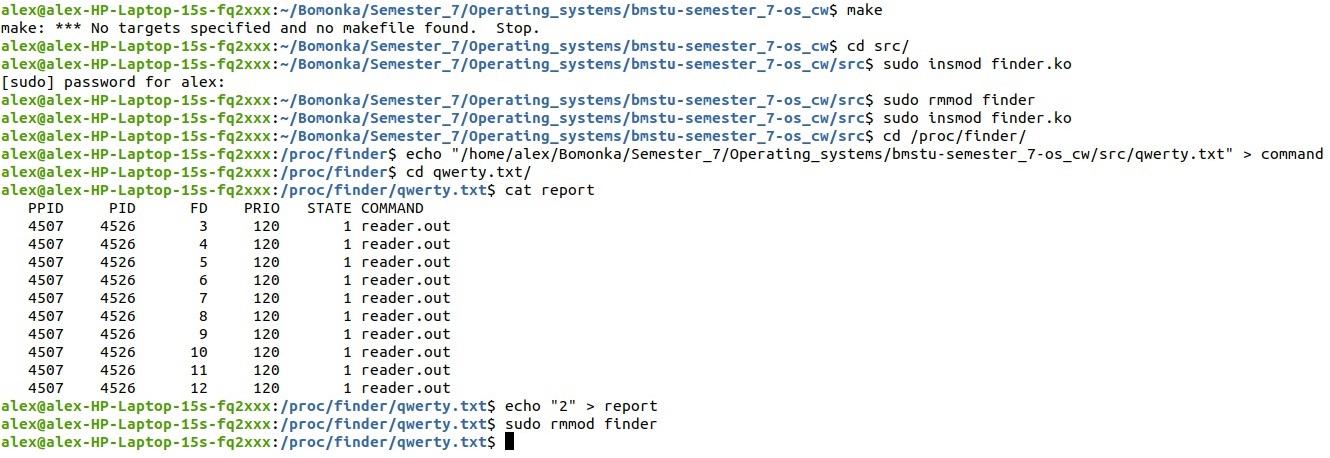 alex@alex-HP-Laptop-15s-fq2xxx:~/Bomonka/Semester_7/Operating_systems/bmstu-semester_7-os_cw$ make
make: *** No targets specified and no makefile found.  Stop.
alex@alex-HP-Laptop-15s-fq2xxx:~/Bomonka/Semester_7/Operating_systems/bmstu-semester_7-os_cw$ cd src/
alex@alex-HP-Laptop-15s-fq2xxx:~/Bomonka/Semester_7/Operating_systems/bmstu-semester_7-os_cw/src$ sudo insmod finder.ko
[sudo] password for alex:
alex@alex-HP-Laptop-15s-fq2xxx:~/Bomonka/Semester_7/Operating_systems/bmstu-semester_7-os_cw/src$ sudo rmmod finder
alex@alex-HP-Laptop-15s-fq2xxx:~/Bomonka/Semester_7/Operating_systems/bmstu-semester_7-os_cw/src$ sudo insmod finder.ko
alex@alex-HP-Laptop-15s-fq2xxx:~/Bomonka/Semester_7/Operating_systems/bmstu-semester_7-os_cw/src$ cd /proc/finder/
alex@alex-HP-Laptop-15s-fq2xxx:/proc/finder$ echo "/home/alex/Bomonka/Semester_7/Operating_systems/bmstu-semester_7-os_cw/src/qwerty.txt" > command
alex@alex-HP-Laptop-15s-fq2xxx:/proc/finder$ cd qwerty.txt/
alex@alex-HP-Laptop-15s-fq2xxx:/proc/finder/qwerty.txt$ cat report
   PPID     PID      FD    PRIO   STATE COMMAND
   4507    4526       3     120       1 reader.out
   4507    4526       4     120       1 reader.out
   4507    4526       5     120       1 reader.out
   4507    4526       6     120       1 reader.out
   4507    4526       7     120       1 reader.out
   4507    4526       8     120       1 reader.out
   4507    4526       9     120       1 reader.out
   4507    4526      10     120       1 reader.out
   4507    4526      11     120       1 reader.out
   4507    4526      12     120       1 reader.out
alex@alex-HP-Laptop-15s-fq2xxx:/proc/finder/qwerty.txt$ echo "2" > report
alex@alex-HP-Laptop-15s-fq2xxx:/proc/finder/qwerty.txt$ sudo rmmod finder
alex@alex-HP-Laptop-15s-fq2xxx:/proc/finder/qwerty.txt$